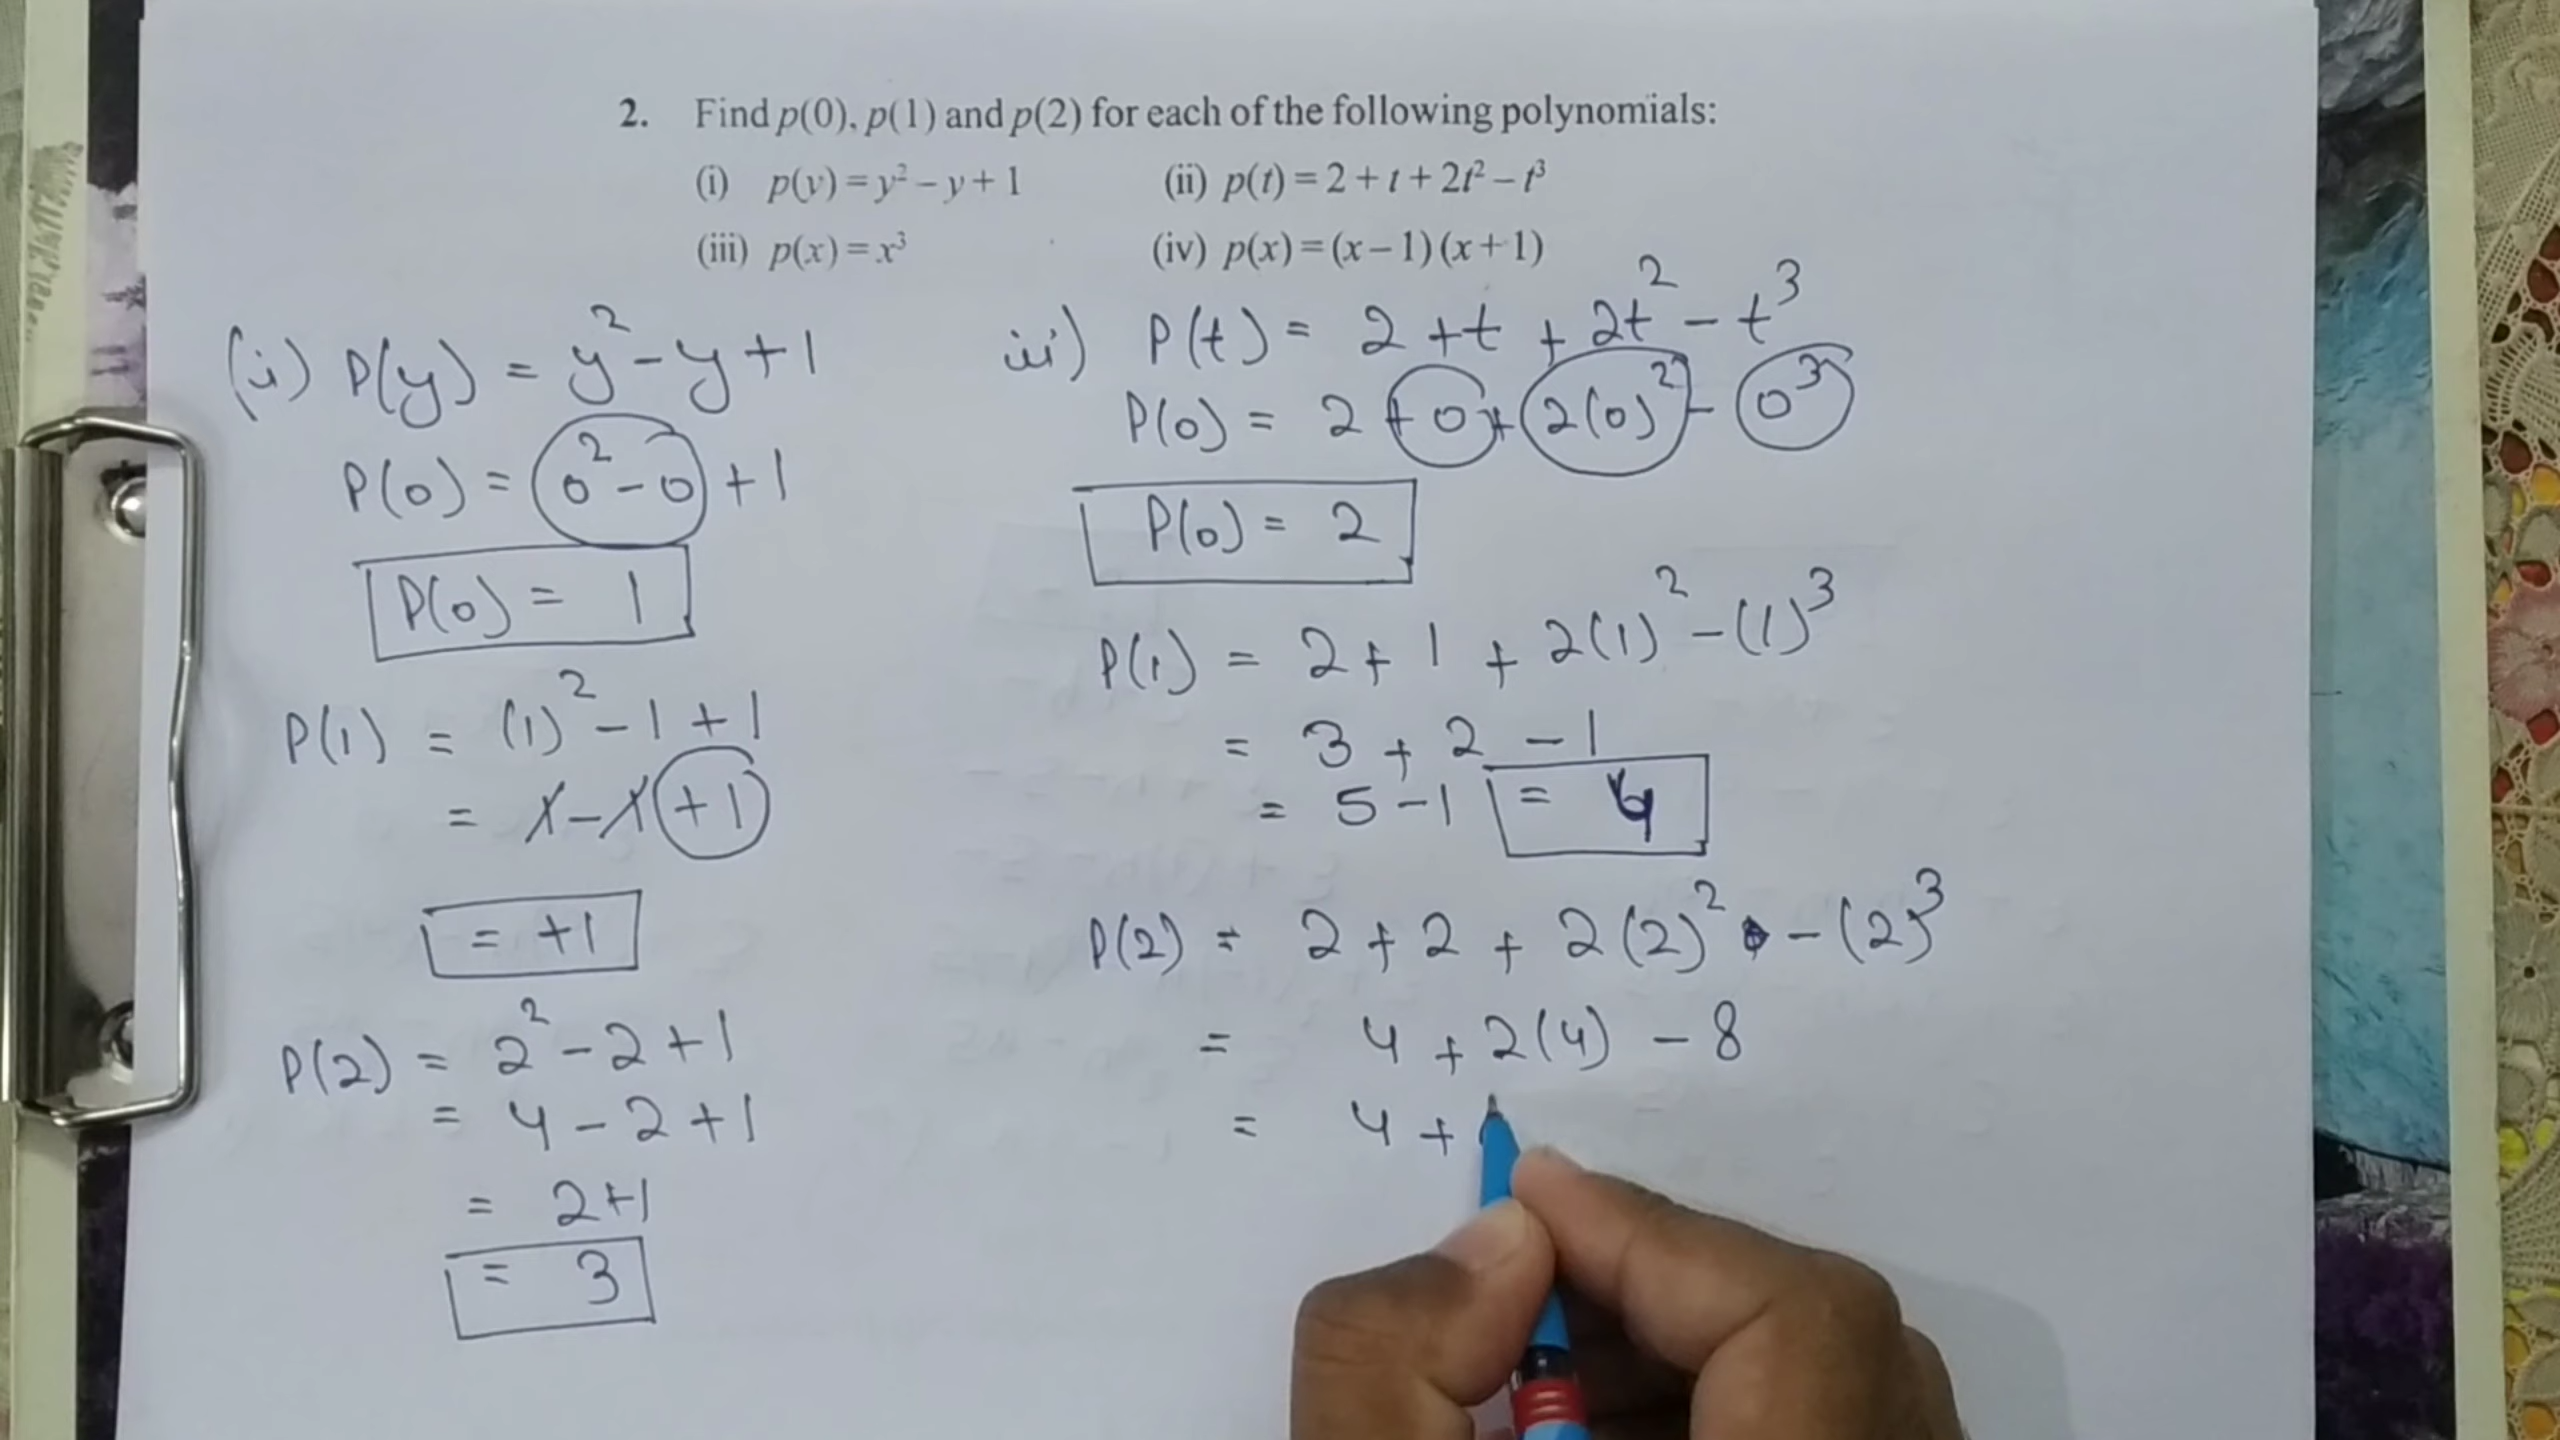 2. Find p(0), p(1) and p(2) for each of the following polynomials:
(i) p(y) = y² – y + 1 (ii) p(t) = 2 + t + 2t² – t³
(iii) p(x) = x³ (iv) p(x) = (x – 1) (x + 1)
(i) P(y) = y² - y + 1
P(0) = 0² - 0 + 1
P(0) = 1
P(1) = (1)² - 1 + 1
= 1 - 1 + 1
= +1
P(2) = 2² - 2 + 1
= 4 - 2 + 1
= 2+1
= 3
iii) P(t) = 2 + t + 2t² - t³
P(0) = 2 + 0 + 2(0)² - 0³
P(0) = 2
P(1) = 2 + 1 + 2(1)² - (1)³
= 3 + 2 - 1
= 5 - 1 = 4
P(2) = 2 + 2 + 2(2)² - (2)³
= 4 + 2(4) - 8
= 4 +